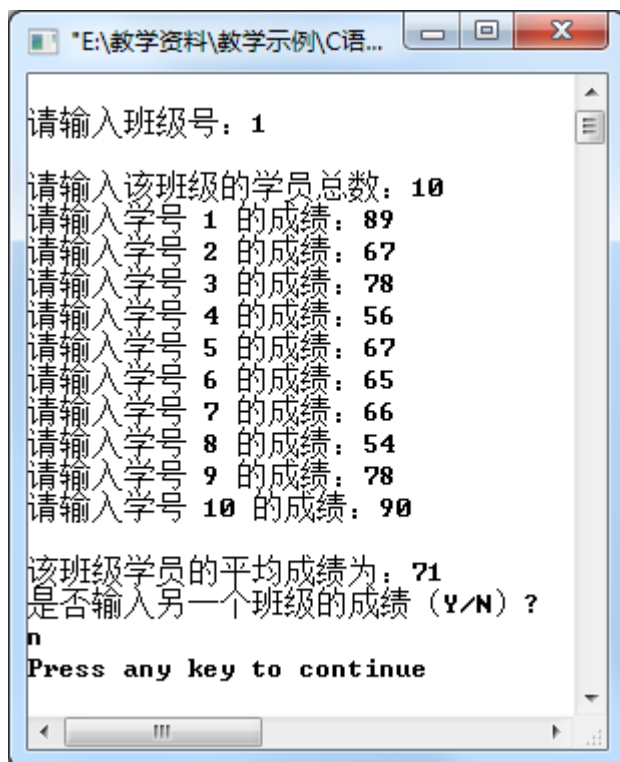 "E:\教学资料\教学示例\C语...
请输入班级号：1
请输入该班级的学员总数：10
请输入学号 1 的成绩：89
请输入学号 2 的成绩：67
请输入学号 3 的成绩：78
请输入学号 4 的成绩：56
请输入学号 5 的成绩：67
请输入学号 6 的成绩：65
请输入学号 7 的成绩：66
请输入学号 8 的成绩：54
请输入学号 9 的成绩：78
请输入学号 10 的成绩：90
该班级学员的平均成绩为：71
是否输入另一个班级的成绩（Y/N）?
n
Press any key to continue